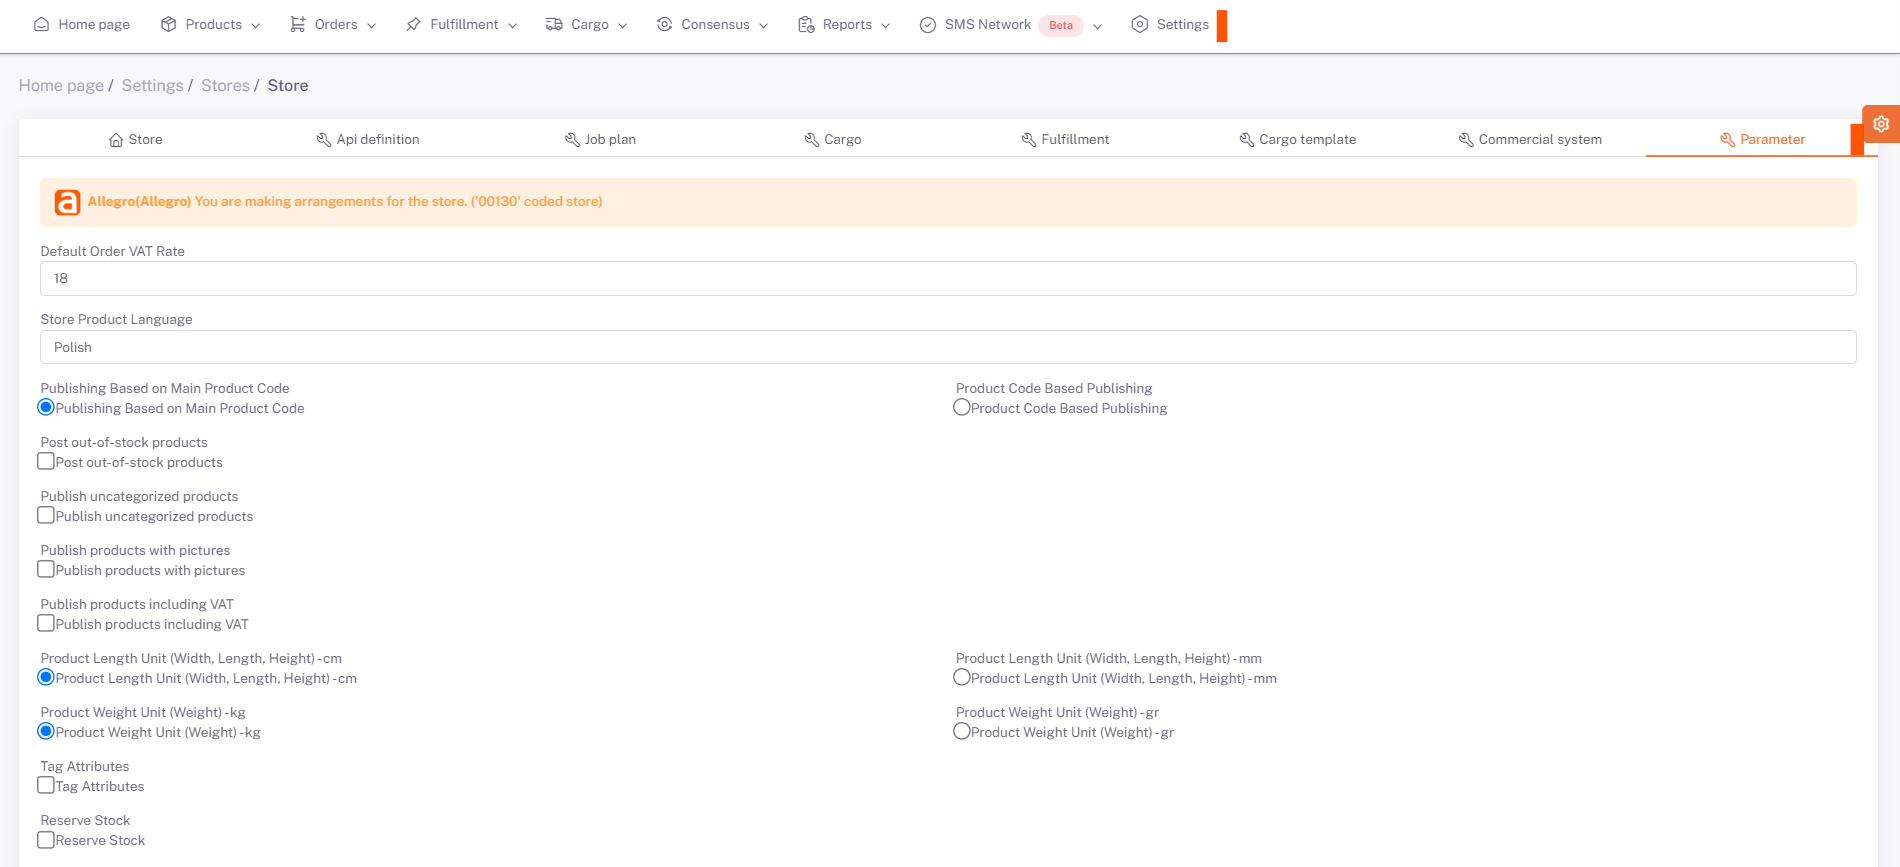 Home page Products Orders Fulfillment Cargo Consensus Reports SMS Network Beta Settings
Home page / Settings / Stores / Store
Store Api definition Job plan Cargo Fulfillment Cargo template Commercial system Parameter
Allegro(Allegro) You are making arrangements for the store. ('00130' coded store)
Default Order VAT Rate
18
Store Product Language
Polish
Publishing Based on Main Product Code Product Code Based Publishing
Publishing Based on Main Product Code Product Code Based Publishing
Post out-of-stock products
Post out-of-stock products
Publish uncategorized products
Publish uncategorized products
Publish products with pictures
Publish products with pictures
Publish products including VAT
Publish products including VAT
Product Length Unit (Width, Length, Height) - cm Product Length Unit (Width, Length, Height) - mm
Product Length Unit (Width, Length, Height) - cm Product Length Unit (Width, Length, Height) - mm
Product Weight Unit (Weight) - kg Product Weight Unit (Weight) - gr
Product Weight Unit (Weight) - kg Product Weight Unit (Weight) - gr
Tag Attributes
Tag Attributes
Reserve Stock
Reserve Stock